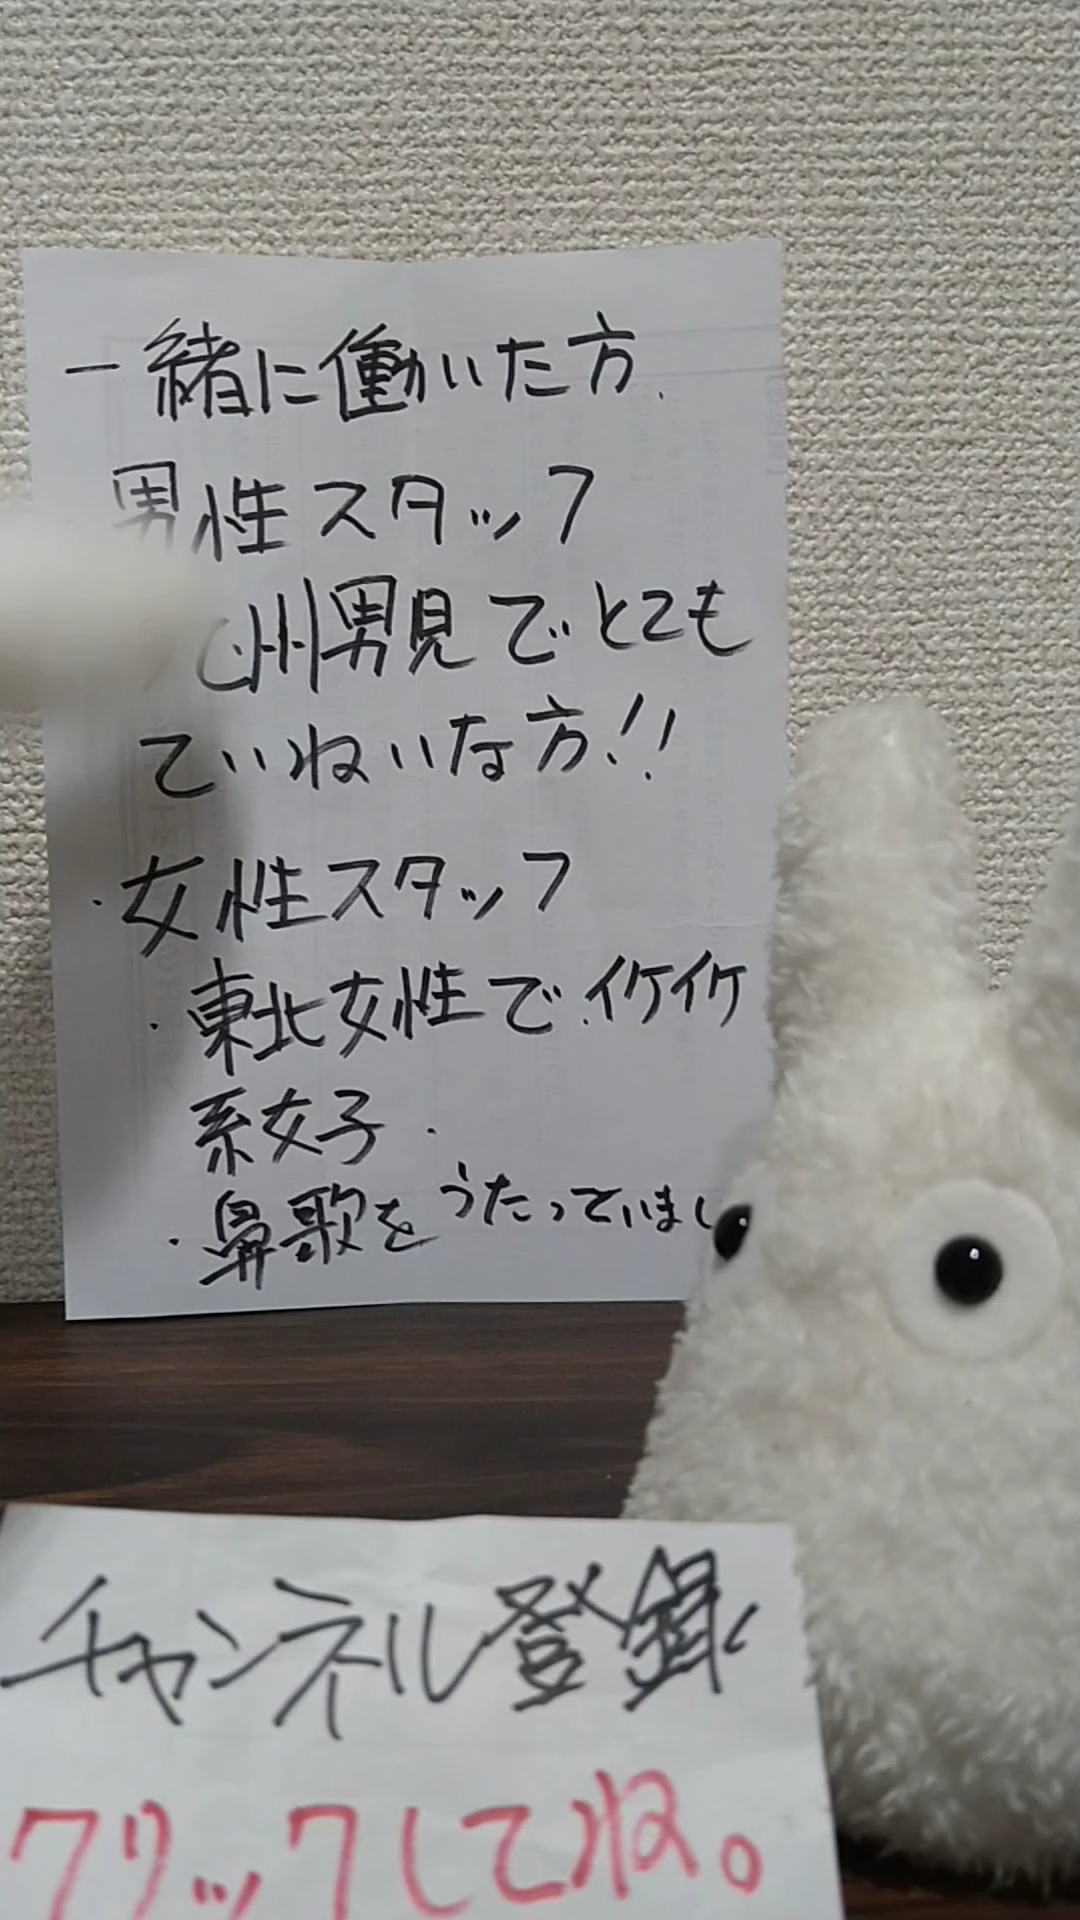 一緒に働いた方
男性スタッフ
九州男児でとても
ていねいな方!!
・女性スタッフ
・東北女性で.イケイケ
系女子.
・鼻歌をうたっていまし
チャンネル登録
クリックしてね。